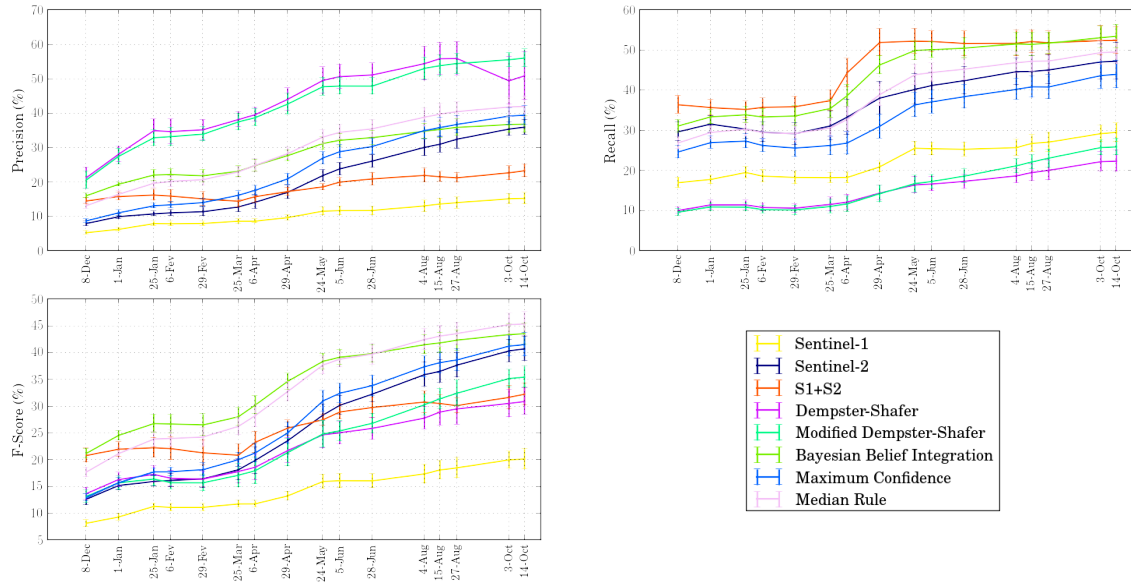 70
60
50
40
30
20
10
0
Precision (%)
8-Dec
1-Jan
25-Jan
6-Fev
29-Fev
25-Mar
6-Apr
29-Apr
24-May
5-Jun
28-Jun
4-Aug
15-Aug
27-Aug
3-Oct
14-Oct
60
50
40
30
20
10
0
Recall (%)
8-Dec
1-Jan
25-Jan
6-Fev
29-Fev
25-Mar
6-Apr
29-Apr
24-May
5-Jun
28-Jun
4-Aug
15-Aug
27-Aug
3-Oct
14-Oct
50
45
40
35
30
25
20
15
10
5
F-Score (%)
8-Dec
1-Jan
25-Jan
6-Fev
29-Fev
25-Mar
6-Apr
29-Apr
24-May
5-Jun
28-Jun
4-Aug
15-Aug
27-Aug
3-Oct
14-Oct
Sentinel-1
Sentinel-2
S1+S2
Dempster-Shafer
Modified Dempster-Shafer
Bayesian Belief Integration
Maximum Confidence
Median Rule